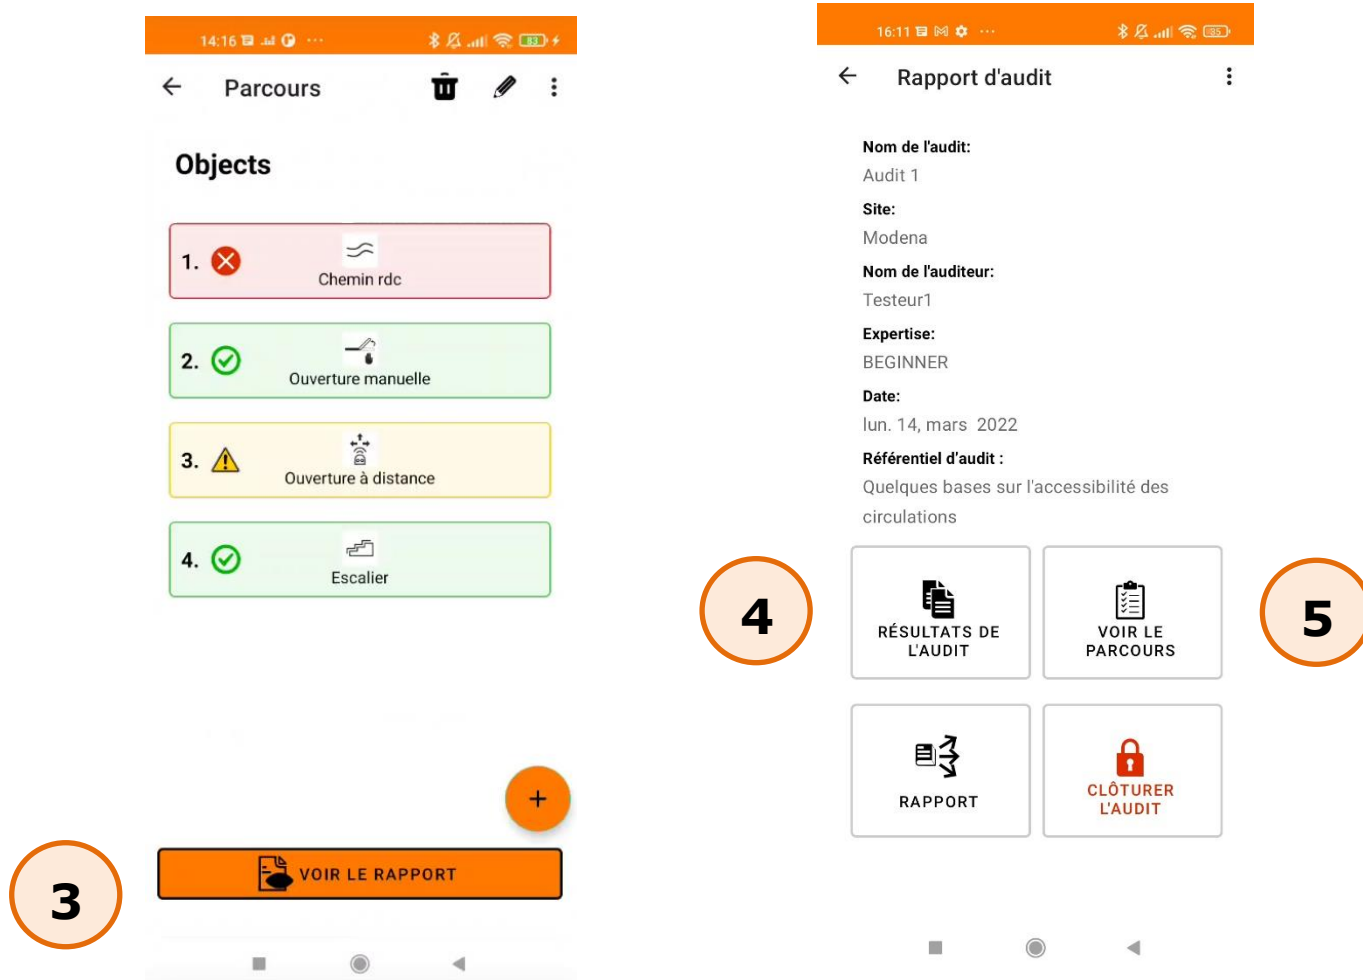 14:16
83
Parcours
Objects
1.
Chemin rdc
2.
Ouverture manuelle
3.
Ouverture à distance
4.
Escalier
+
VOIR LE RAPPORT
3
16:11
85
Rapport d'audit
Nom de l'audit:
Audit 1
Site:
Modena
Nom de l'auditeur:
Testeur1
Expertise:
BEGINNER
Date:
lun. 14, mars 2022
Référentiel d'audit :
Quelques bases sur l'accessibilité des
circulations
4
RÉSULTATS DE
L'AUDIT
VOIR LE
PARCOURS
5
RAPPORT
CLÔTURER
L'AUDIT